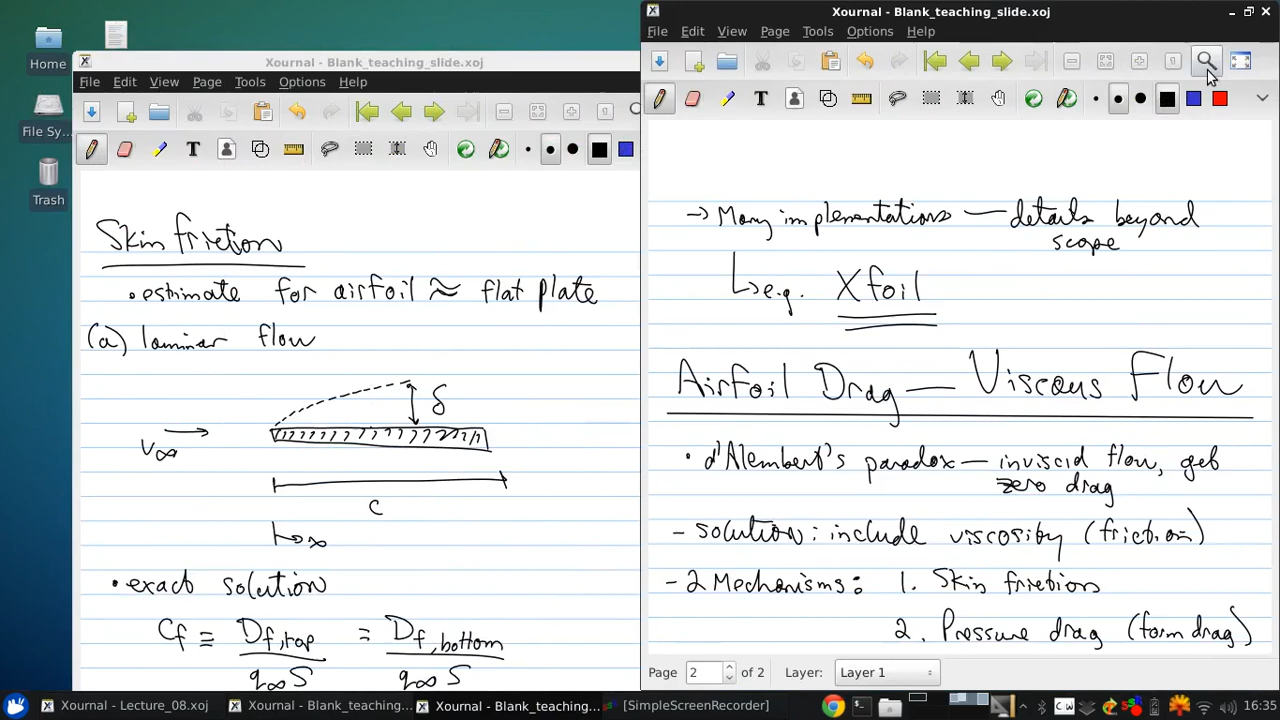 Home
File Sy...
Trash
Xournal - Blank_teaching_slide.xoj
File Edit View Page Tools Options Help
T
Skin friction
• estimate for airfoil ≈ flat plate
(a) laminar flow
δ
V∞
C
x
• exact solution
Cf ≡ Df,top = Df,bottom
q∞ S q∞ S
Xournal - Blank_teaching_slide.xoj
File Edit View Page Tools Options Help
T
→ Many implementations — details beyond
scope
↳ e.g. Xfoil
Airfoil Drag — Viscous Flow
• d'Alembert's paradox — inviscid flow, get
zero drag
- solution: include viscosity (friction)
- 2 Mechanisms: 1. Skin frictions
2. Pressure drag (form drag)
Page 2 of 2 Layer: Layer 1
Xournal - Lecture_08.xoj
Xournal - Blank_teaching...
Xournal - Blank_teaching...
[SimpleScreenRecorder]
CW
16:35